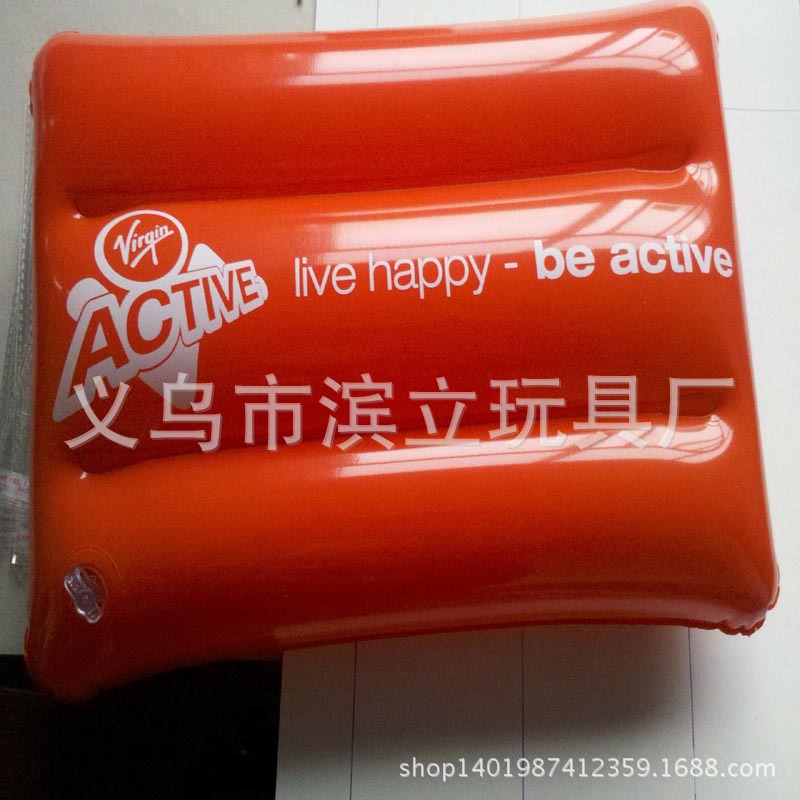 Virgin
ACTIVE
live happy - be active
义乌市滨立玩具厂
shop1401987412359.1688.com